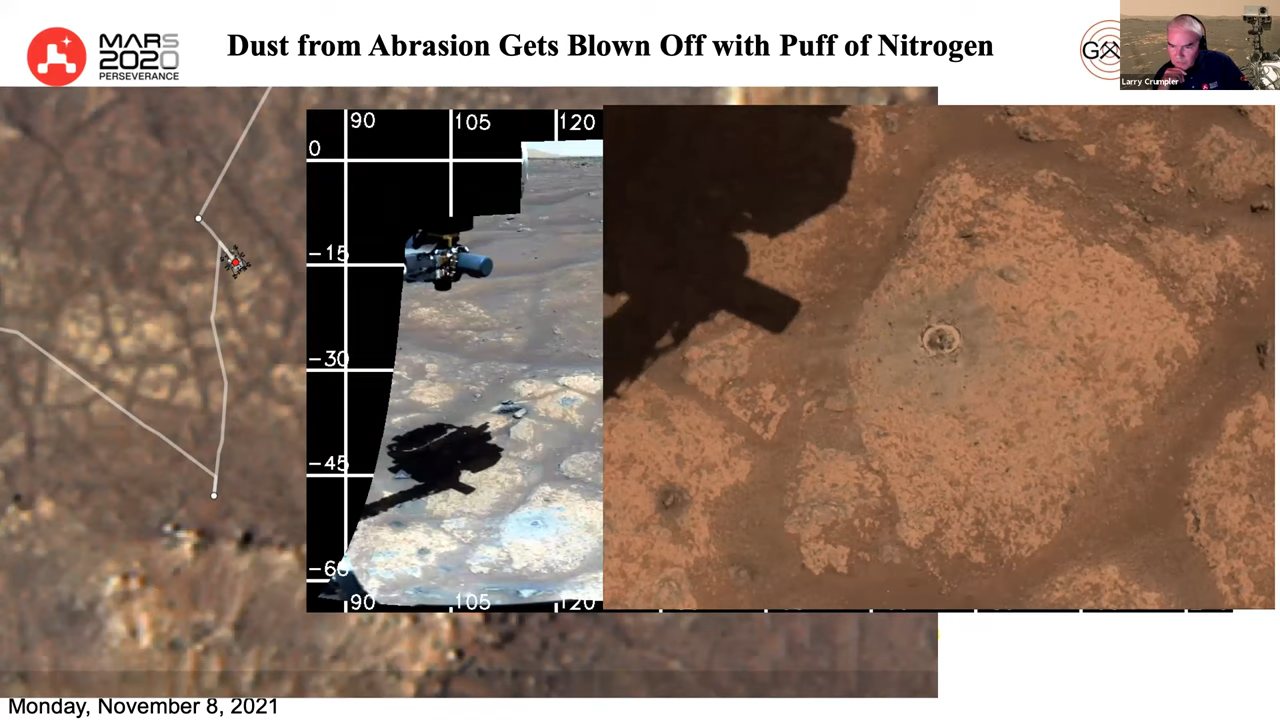 Dust from Abrasion Gets Blown Off with Puff of Nitrogen
MARS
2020
PERSEVERANCE
G
Larry Crumpler
90 105 120
0
-15
-30
-45
-60
90 105 120
Monday, November 8, 2021